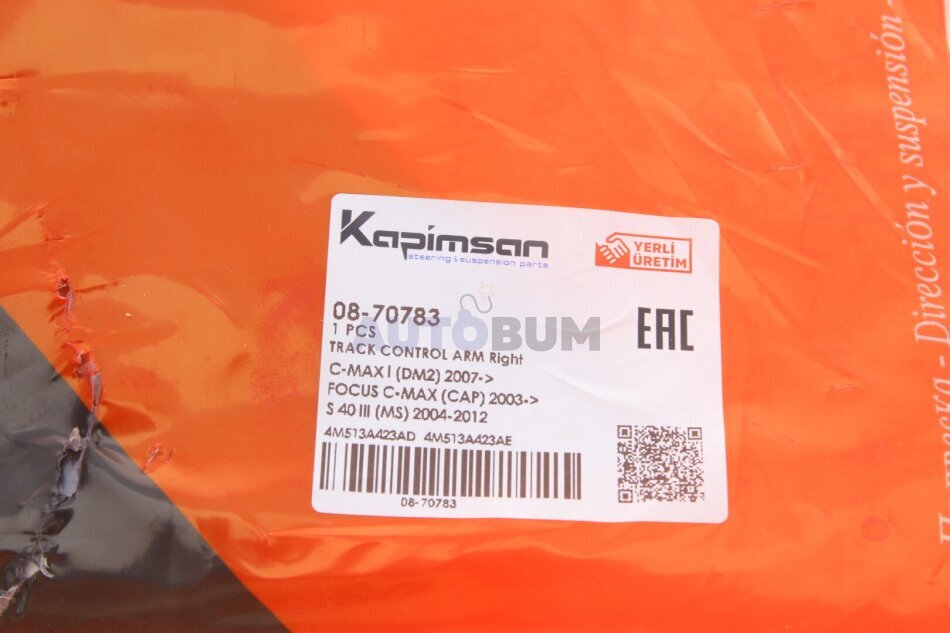 Kapimsan
steering & suspension parts
YERLİ
ÜRETİM
08-70783
1 PCS
AUTOBUM
EAC
TRACK CONTROL ARM Right
C-MAX I (DM2) 2007->
FOCUS C-MAX (CAP) 2003->
S 40 III (MS) 2004-2012
4M513A423AD 4M513A423AE
08-70783
- Dirección y suspensión -